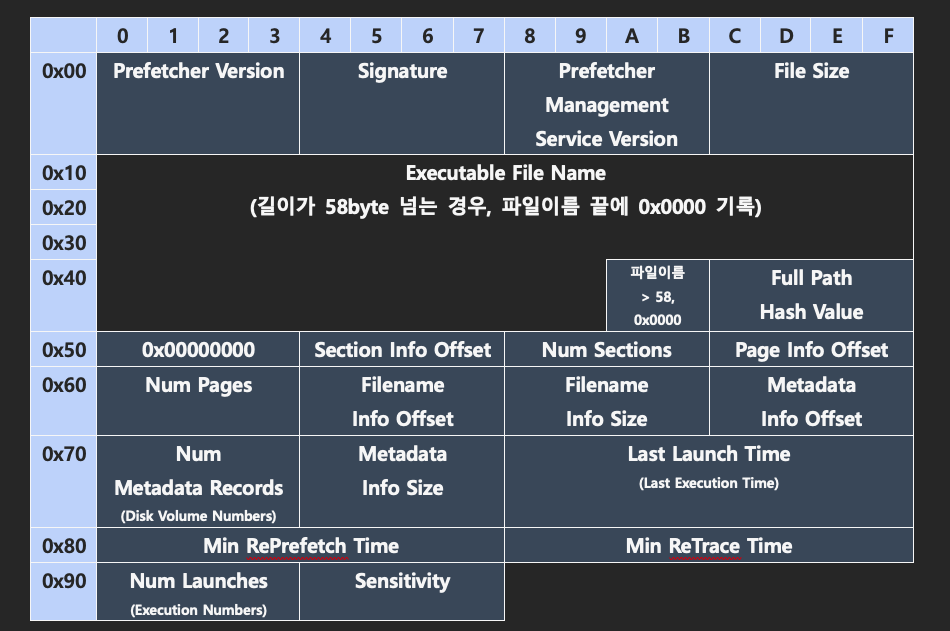 0 1 2 3 4 5 6 7 8 9 A B C D E F
0x00 Prefetcher Version Signature Prefetcher File Size
Management
Service Version
0x10 Executable File Name
0x20 (길이가 58byte 넘는 경우, 파일이름 끝에 0x0000 기록)
0x30
0x40 파일이름 Full Path
> 58, Hash Value
0x0000
0x50 0x00000000 Section Info Offset Num Sections Page Info Offset
0x60 Num Pages Filename Filename Metadata
Info Offset Info Size Info Offset
0x70 Num Metadata Last Launch Time
Metadata Records Info Size (Last Execution Time)
(Disk Volume Numbers)
0x80 Min RePrefetch Time Min ReTrace Time
0x90 Num Launches Sensitivity
(Execution Numbers)